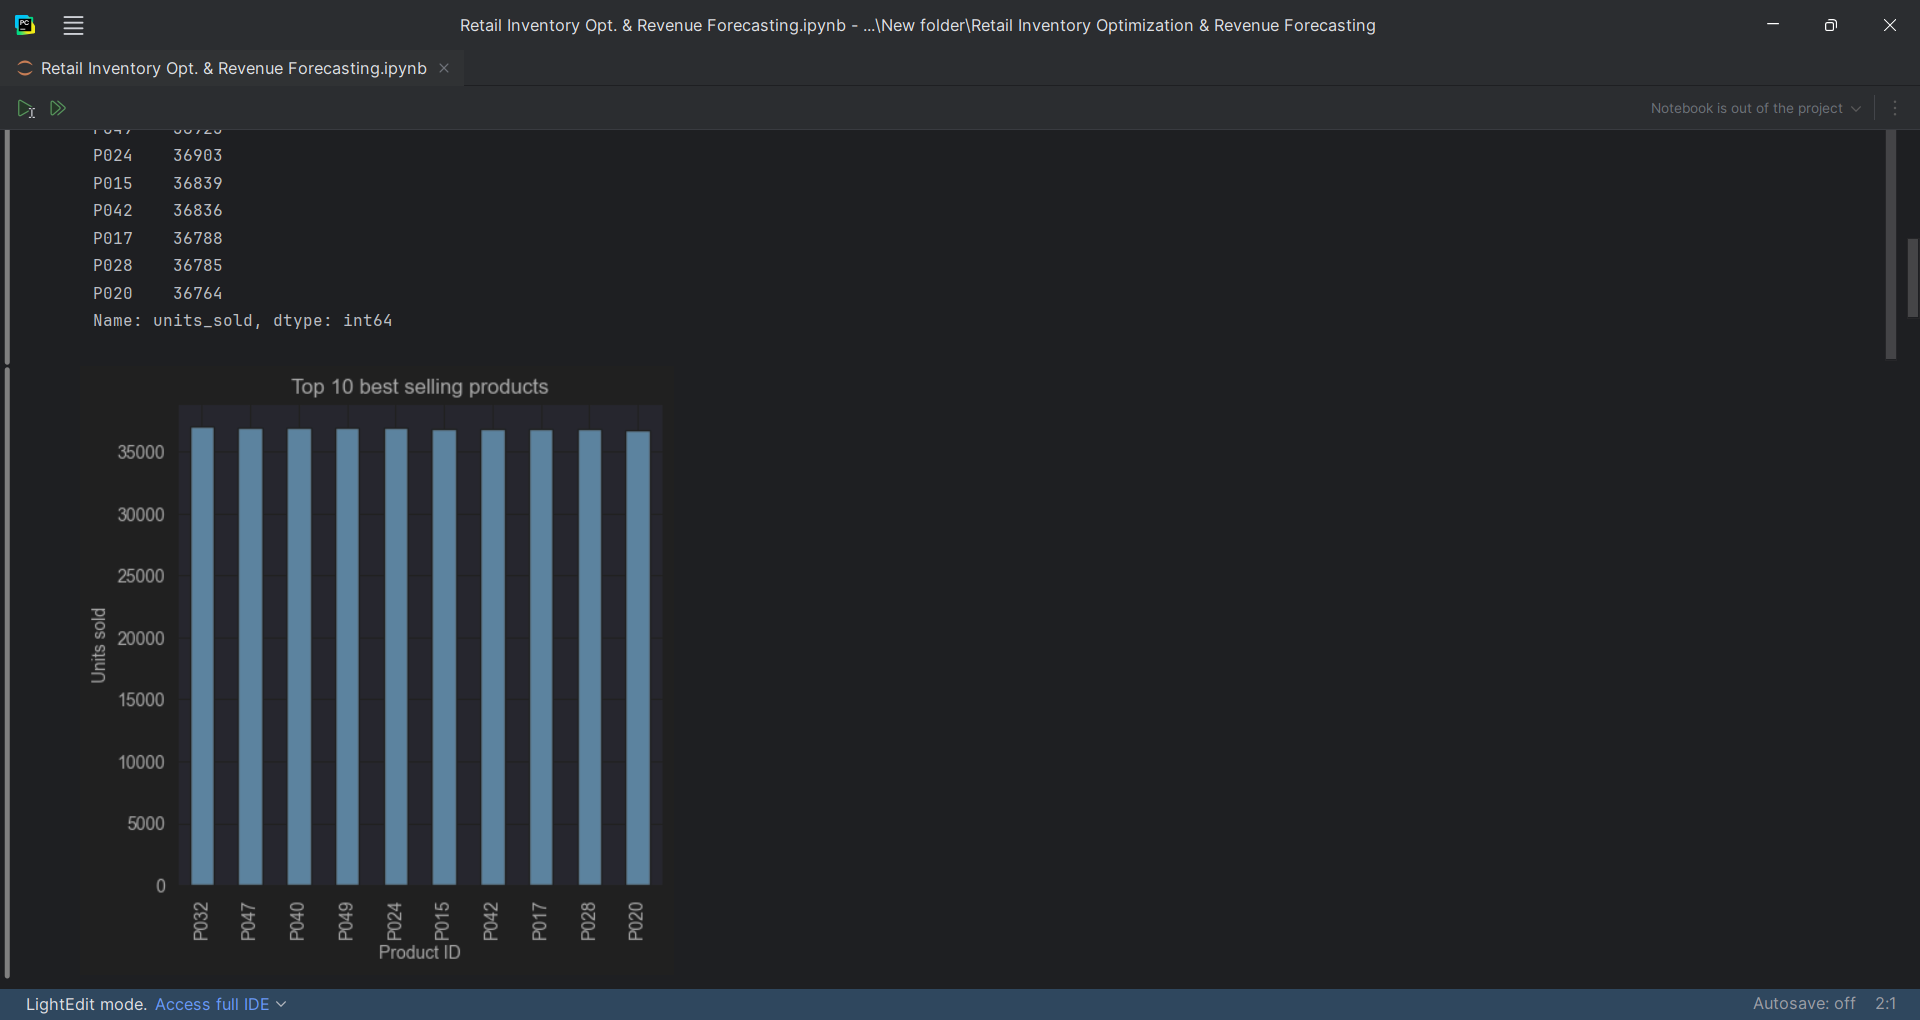 Retail Inventory Opt. & Revenue Forecasting.ipynb - ...\New folder\Retail Inventory Optimization & Revenue Forecasting
Retail Inventory Opt. & Revenue Forecasting.ipynb
Notebook is out of the project
P024 36903
P015 36839
P042 36836
P017 36788
P028 36785
P020 36764
Name: units_sold, dtype: int64
Top 10 best selling products
35000
30000
25000
20000
15000
10000
5000
0
Units sold
P032 P047 P040 P049 P024 P015 P042 P017 P028 P020
Product ID
LightEdit mode. Access full IDE
Autosave: off 2:1